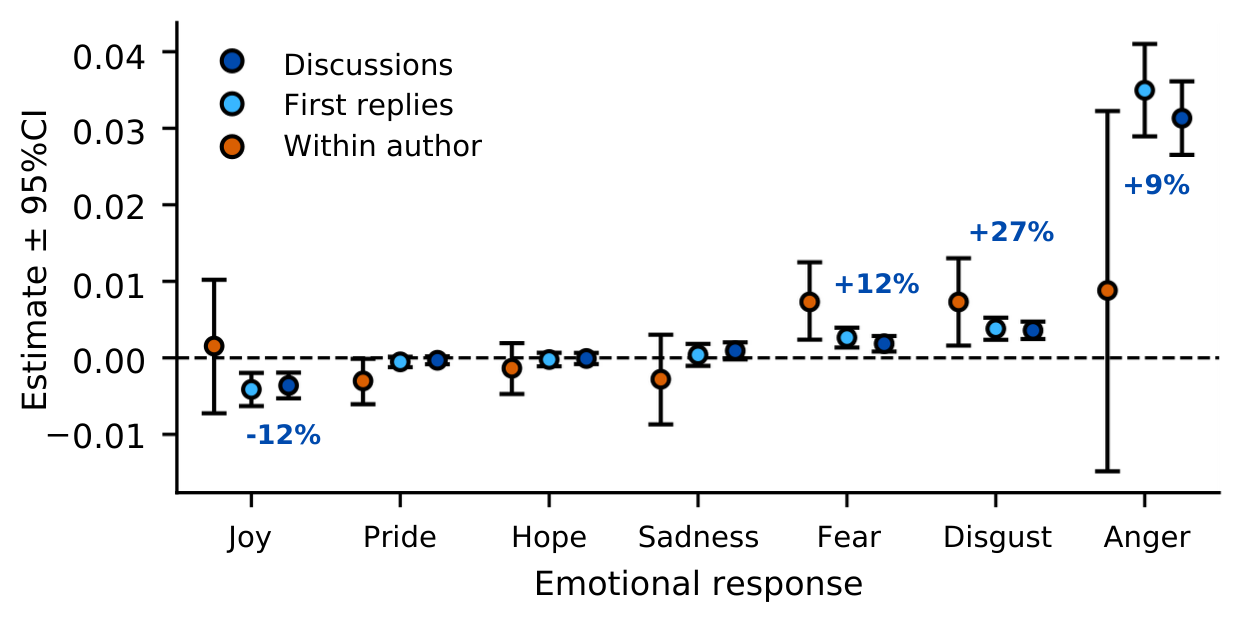 0.04
0.03
0.02
0.01
0.00
−0.01
Estimate ± 95%CI
Discussions
First replies
Within author
-12%
+12%
+27%
+9%
Joy
Pride
Hope
Sadness
Fear
Disgust
Anger
Emotional response